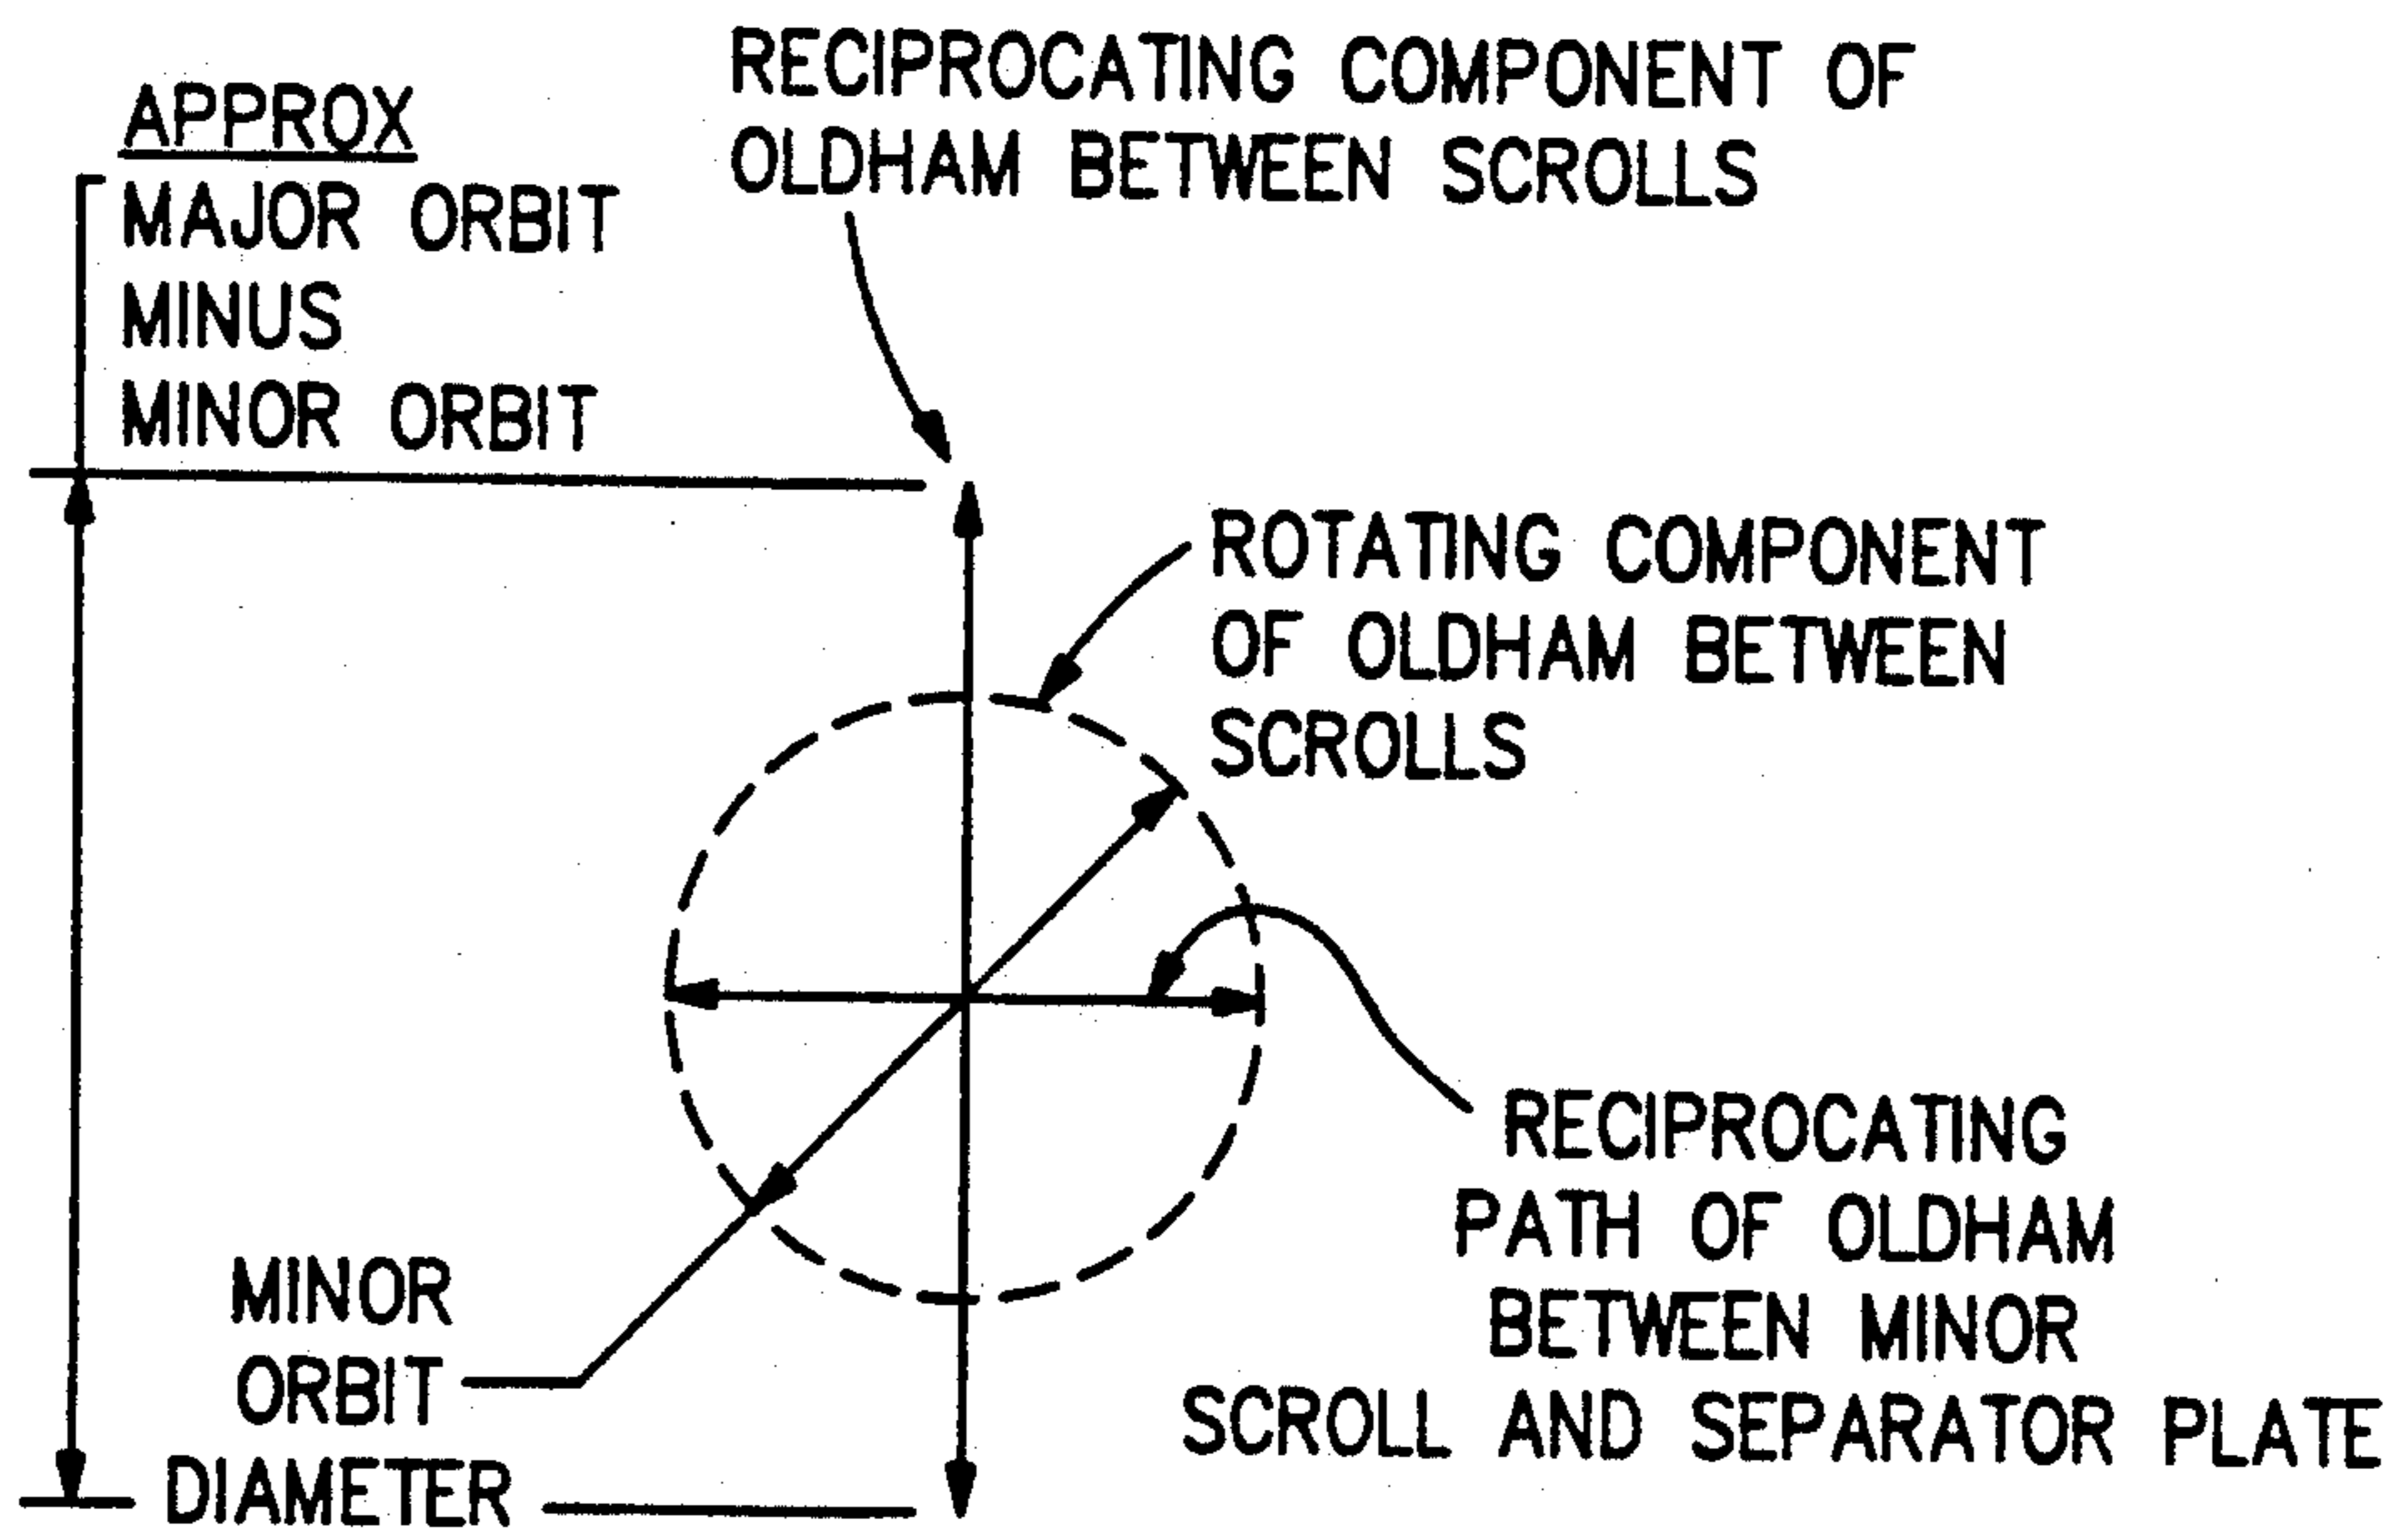 RECIPROCATING COMPONENT OF
OLDHAM BETWEEN SCROLLS
APPROX
MAJOR ORBIT
MINUS
MINOR ORBIT
ROTATING COMPONENT
OF OLDHAM BETWEEN
SCROLLS
RECIPROCATING
PATH OF OLDHAM
BETWEEN MINOR
SCROLL AND SEPARATOR PLATE
MINOR
ORBIT
DIAMETER